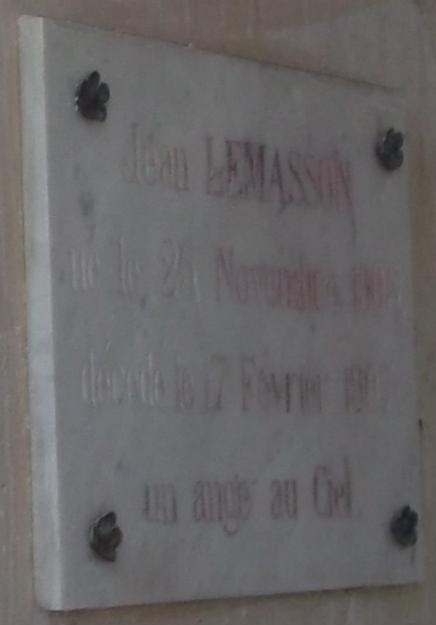 Jean LEMASSON
né le Novembre
décédé le 17 Février
un ange au Ciel